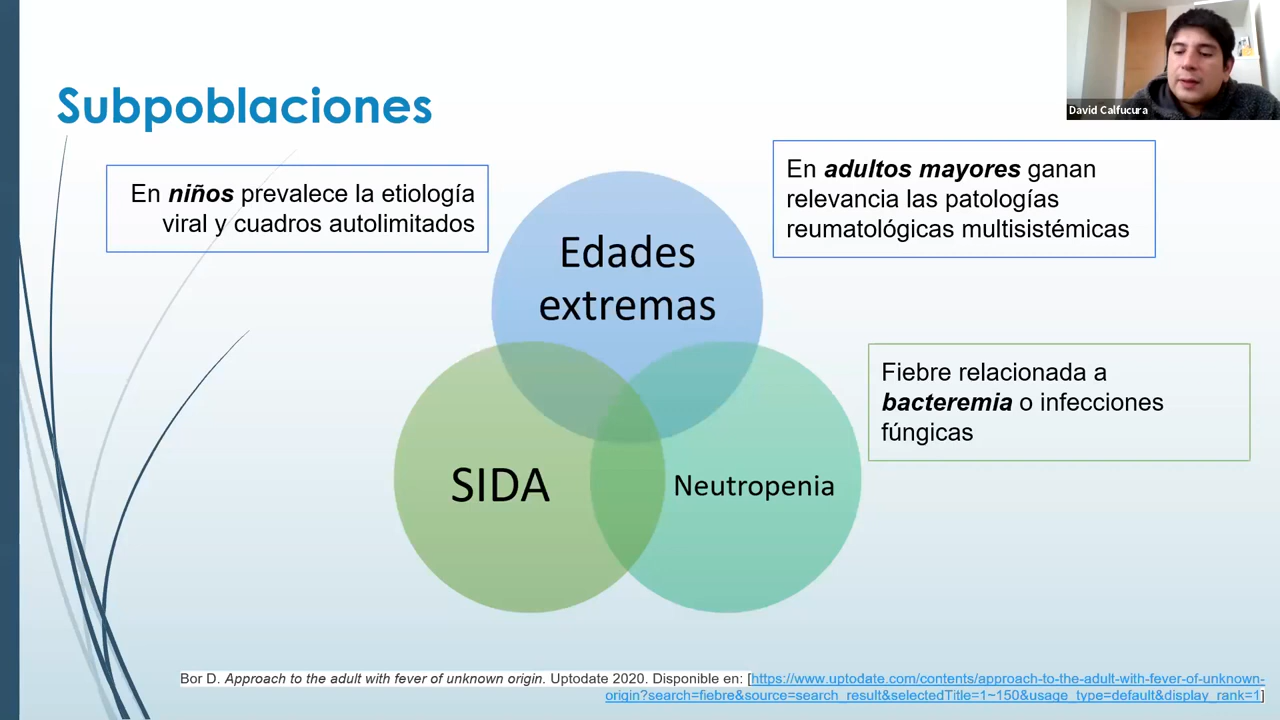 David Calfucura
Subpoblaciones
En niños prevalece la etiología
viral y cuadros autolimitados
En adultos mayores ganan
relevancia las patologías
reumatológicas multisistémicas
Edades
extremas
Fiebre relacionada a
bacteremia o infecciones
fúngicas
SIDA
Neutropenia
Bor D. Approach to the adult with fever of unknown origin. Uptodate 2020. Disponible en: [https://www.uptodate.com/contents/approach-to-the-adult-with-fever-of-unknown-
origin?search=fiebre&source=search_result&selectedTitle=1~150&usage_type=default&display_rank=1]